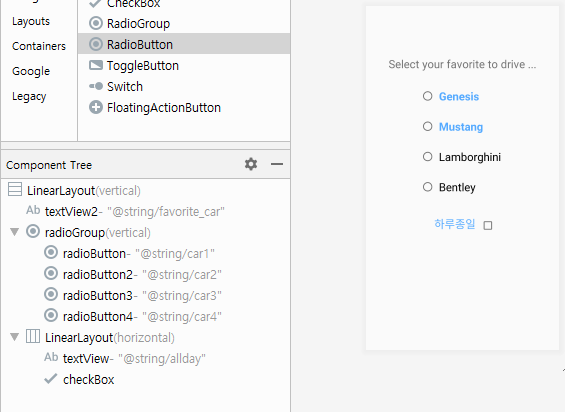 CheckBox
Layouts
RadioGroup
Containers
RadioButton
Google
ToggleButton
Legacy
Switch
FloatingActionButton
Component Tree
LinearLayout(vertical)
Ab textView2- "@string/favorite_car"
radioGroup(vertical)
radioButton- "@string/car1"
radioButton2- "@string/car2"
radioButton3- "@string/car3"
radioButton4- "@string/car4"
LinearLayout(horizontal)
Ab textView- "@string/allday"
checkBox
Select your favorite to drive ...
Genesis
Mustang
Lamborghini
Bentley
하루종일